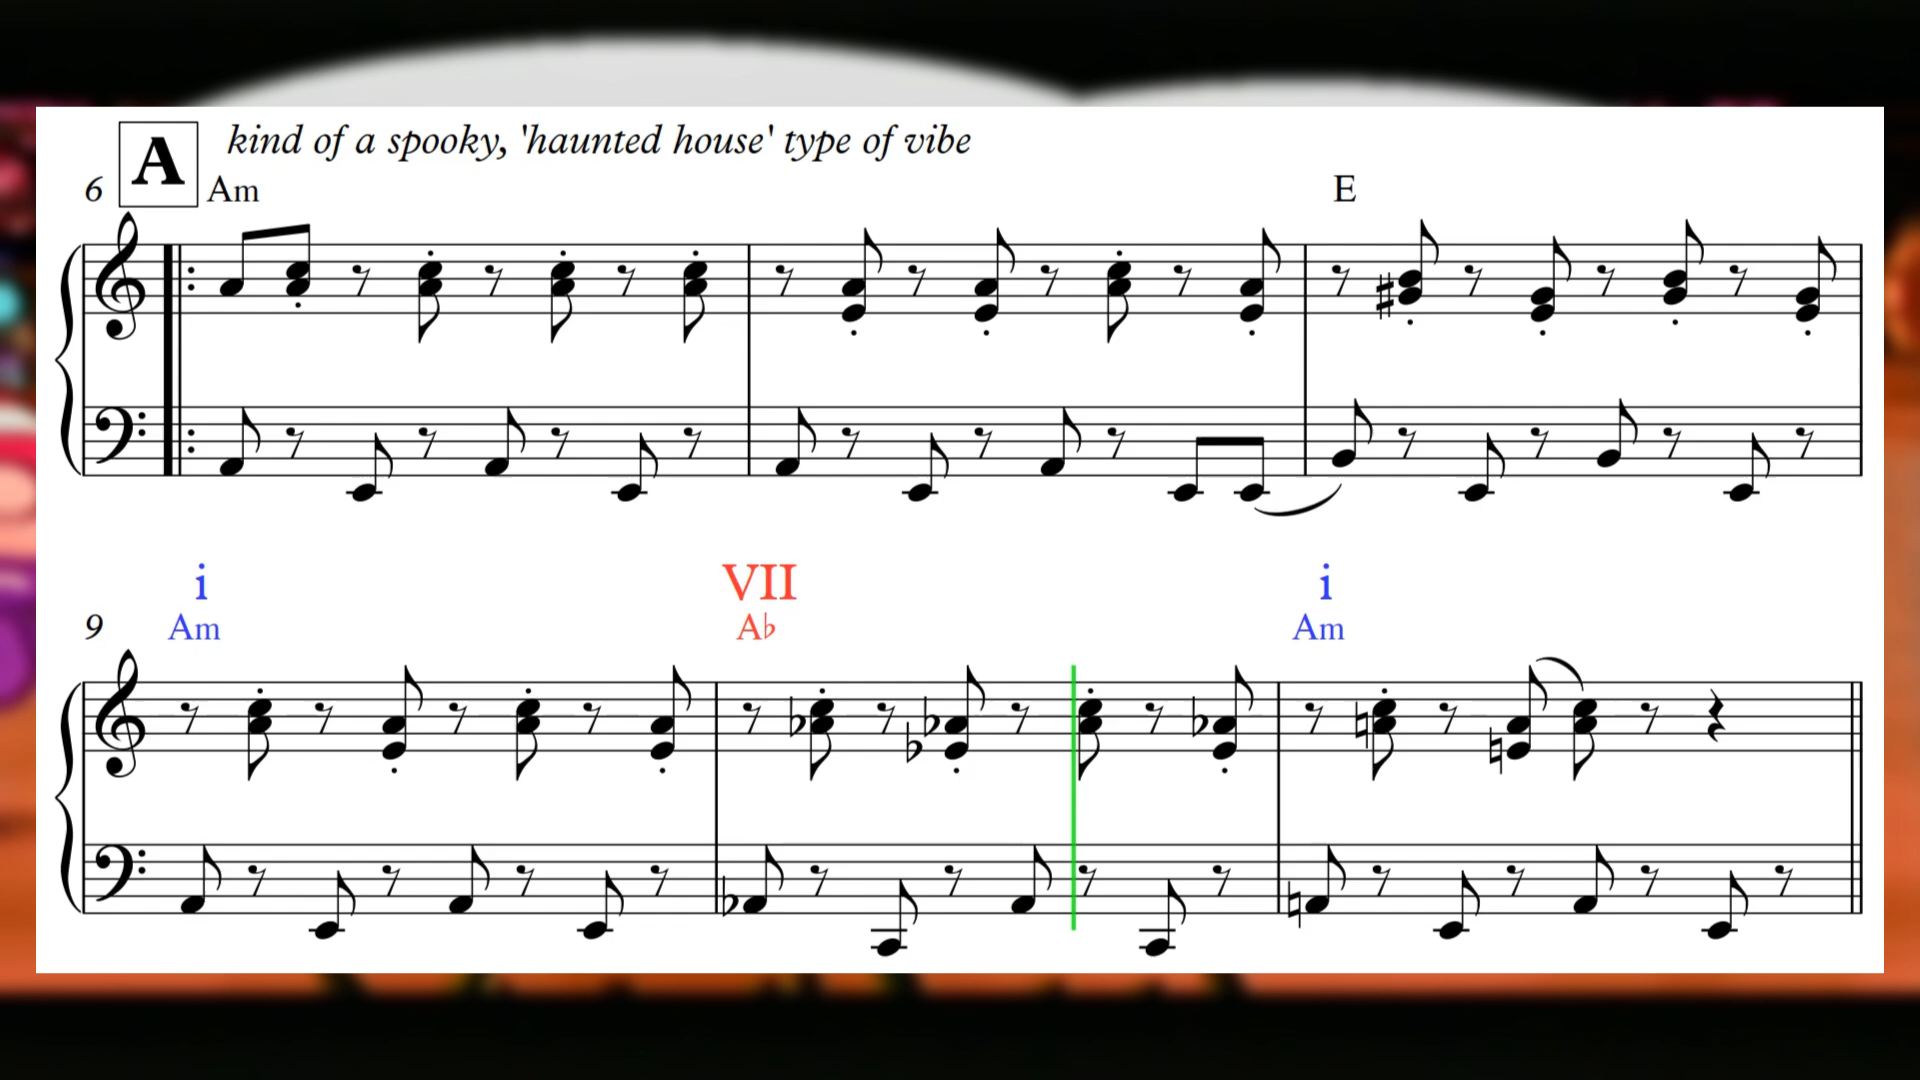 A kind of a spooky, 'haunted house' type of vibe
6 Am E
i VII i
9 Am A♭ Am